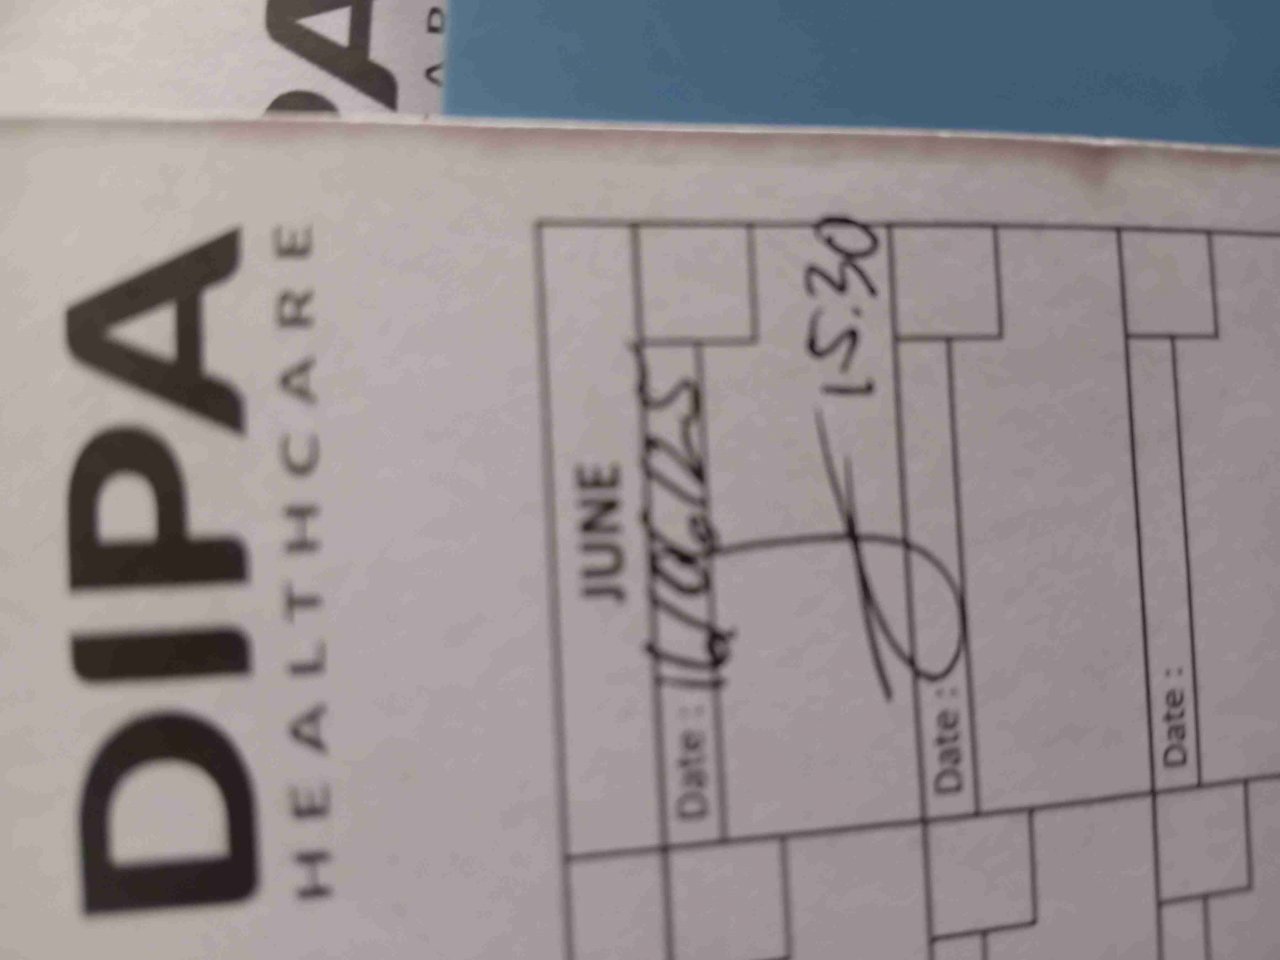 DIPA
HEALTHCARE
JUNE
Date : 16/06/25
15.30
Date :
Date :